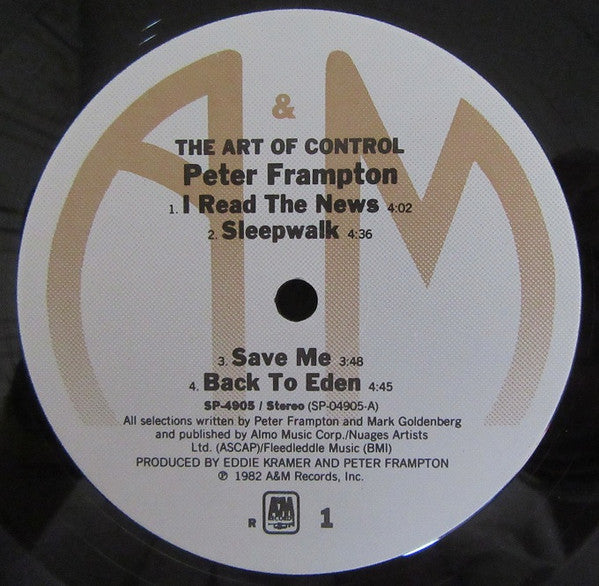 A&M
THE ART OF CONTROL
Peter Frampton
1. I Read The News 4:02
2. Sleepwalk 4:36
3. Save Me 3:48
4. Back To Eden 4:45
SP-4905 / Stereo (SP-04905-A)
All selections written by Peter Frampton and Mark Goldenberg
and published by Almo Music Corp./Nuages Artists
Ltd. (ASCAP)/Fleedleddle Music (BMI)
PRODUCED BY EDDIE KRAMER AND PETER FRAMPTON
℗ 1982 A&M Records, Inc.
R A&M RECORDS 1